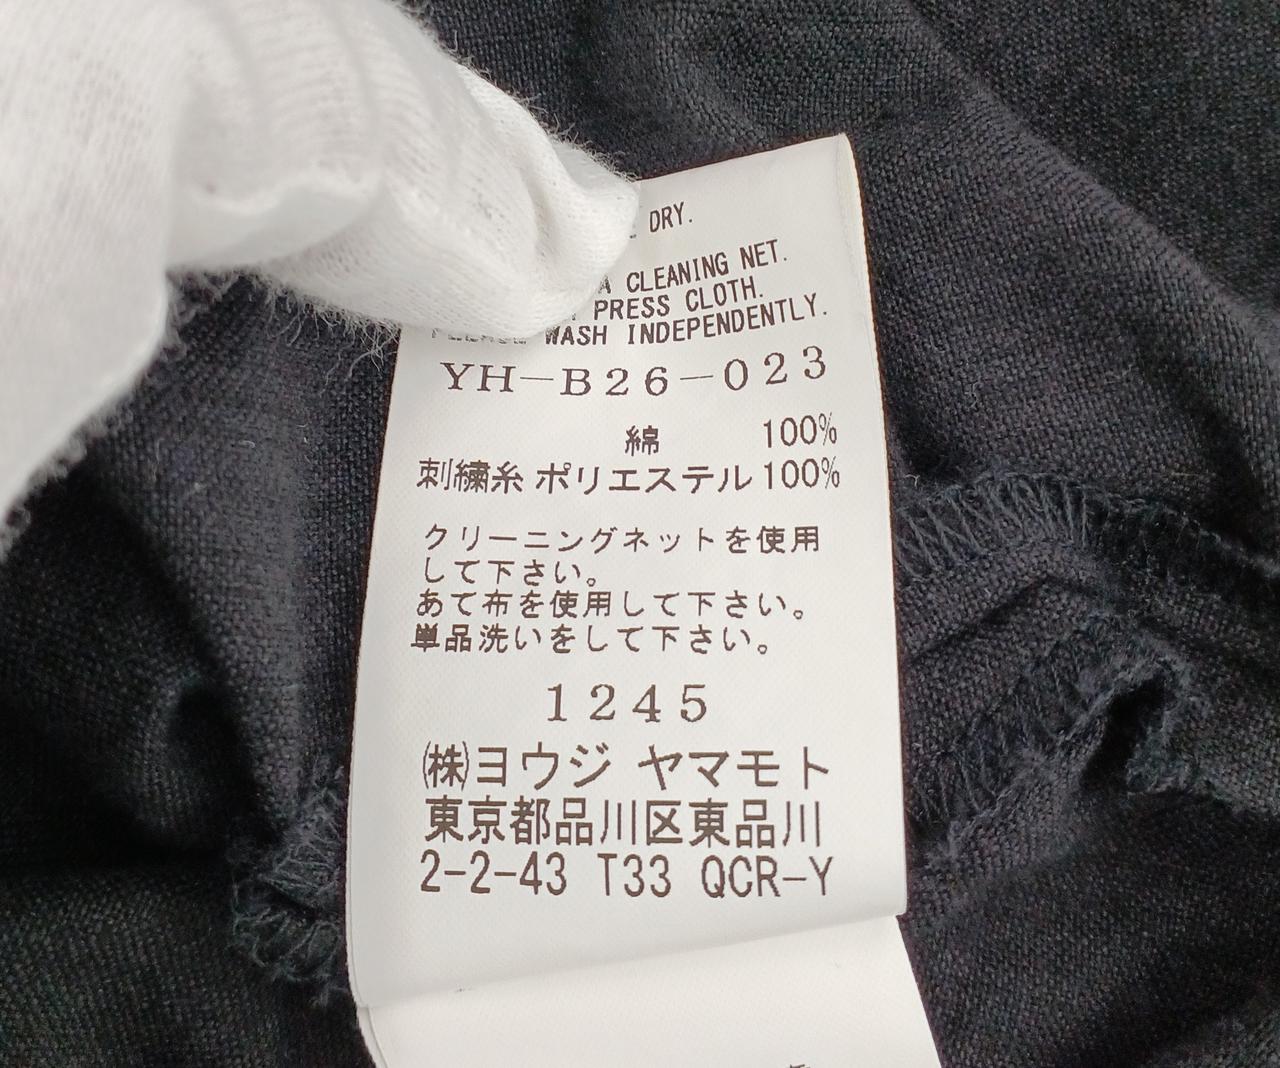 DRY.
A CLEANING NET.
PRESS CLOTH.
WASH INDEPENDENTLY.
YH-B26-023
綿 100%
刺繍糸 ポリエステル 100%
クリーニングネットを使用
して下さい。
あて布を使用して下さい。
単品洗いをして下さい。
1245
㈱ヨウジ ヤマモト
東京都品川区東品川
2-2-43 T33 QCR-Y